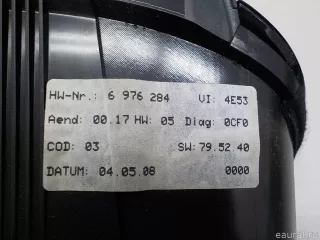 HW-Nr.: 6 976 284 VI: 4E53
Aend: 00.17 HW: 05 Diag: 0CF0
COD: 03 SW: 79.52.40
DATUM: 04.05.08 0000
eaural.ru